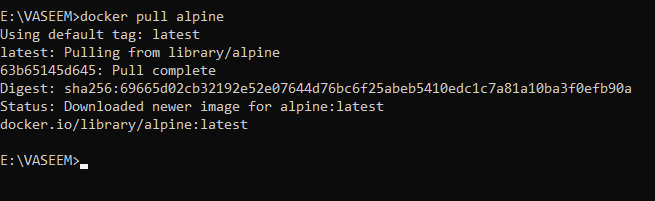 E:\VASEEM>docker pull alpine
Using default tag: latest
latest: Pulling from library/alpine
63b65145d645: Pull complete
Digest: sha256:69665d02cb32192e52e07644d76bc6f25abeb5410edc1c7a81a10ba3f0efb90a
Status: Downloaded newer image for alpine:latest
docker.io/library/alpine:latest
E:\VASEEM>